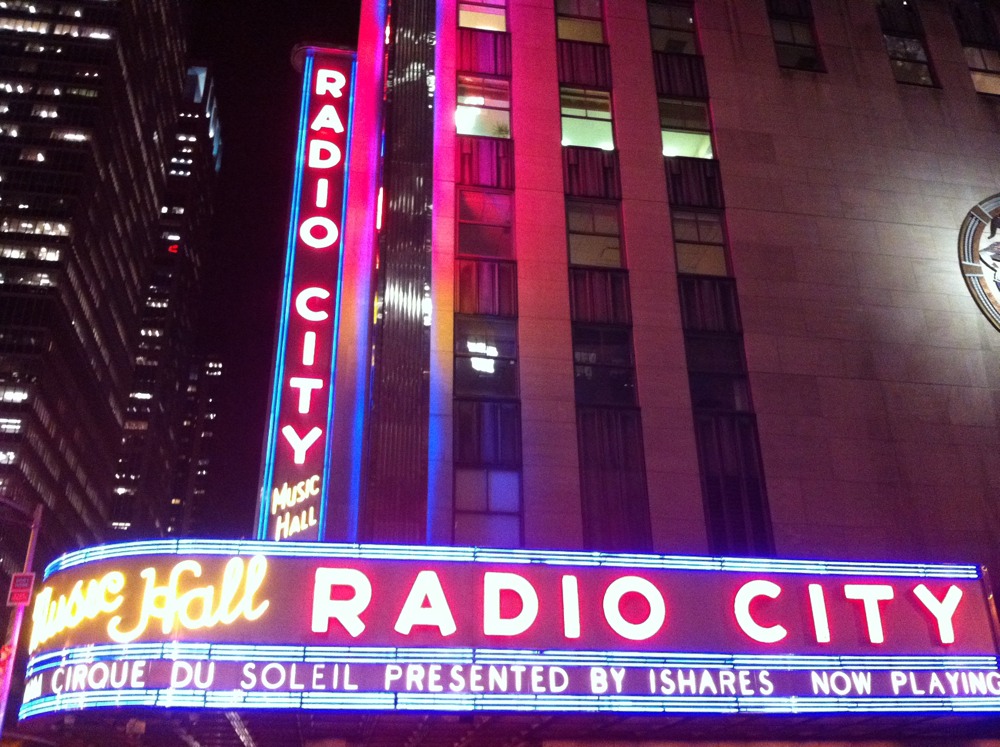 RADIO CITY
MUSIC
HALL
Music Hall RADIO CITY
CIRQUE DU SOLEIL PRESENTED BY ISHARES NOW PLAYING